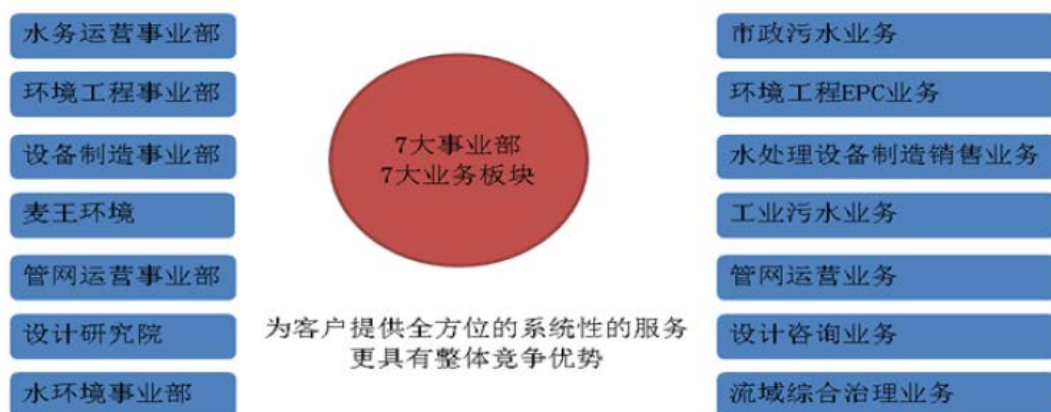 水务运营事业部
环境工程事业部
设备制造事业部
麦王环境
管网运营事业部
设计研究院
水环境事业部
7大事业部
7大业务板块
为客户提供全方位的系统性的服务
更具有整体竞争优势
市政污水业务
环境工程EPC业务
水处理设备制造销售业务
工业污水业务
管网运营业务
设计咨询业务
流域综合治理业务